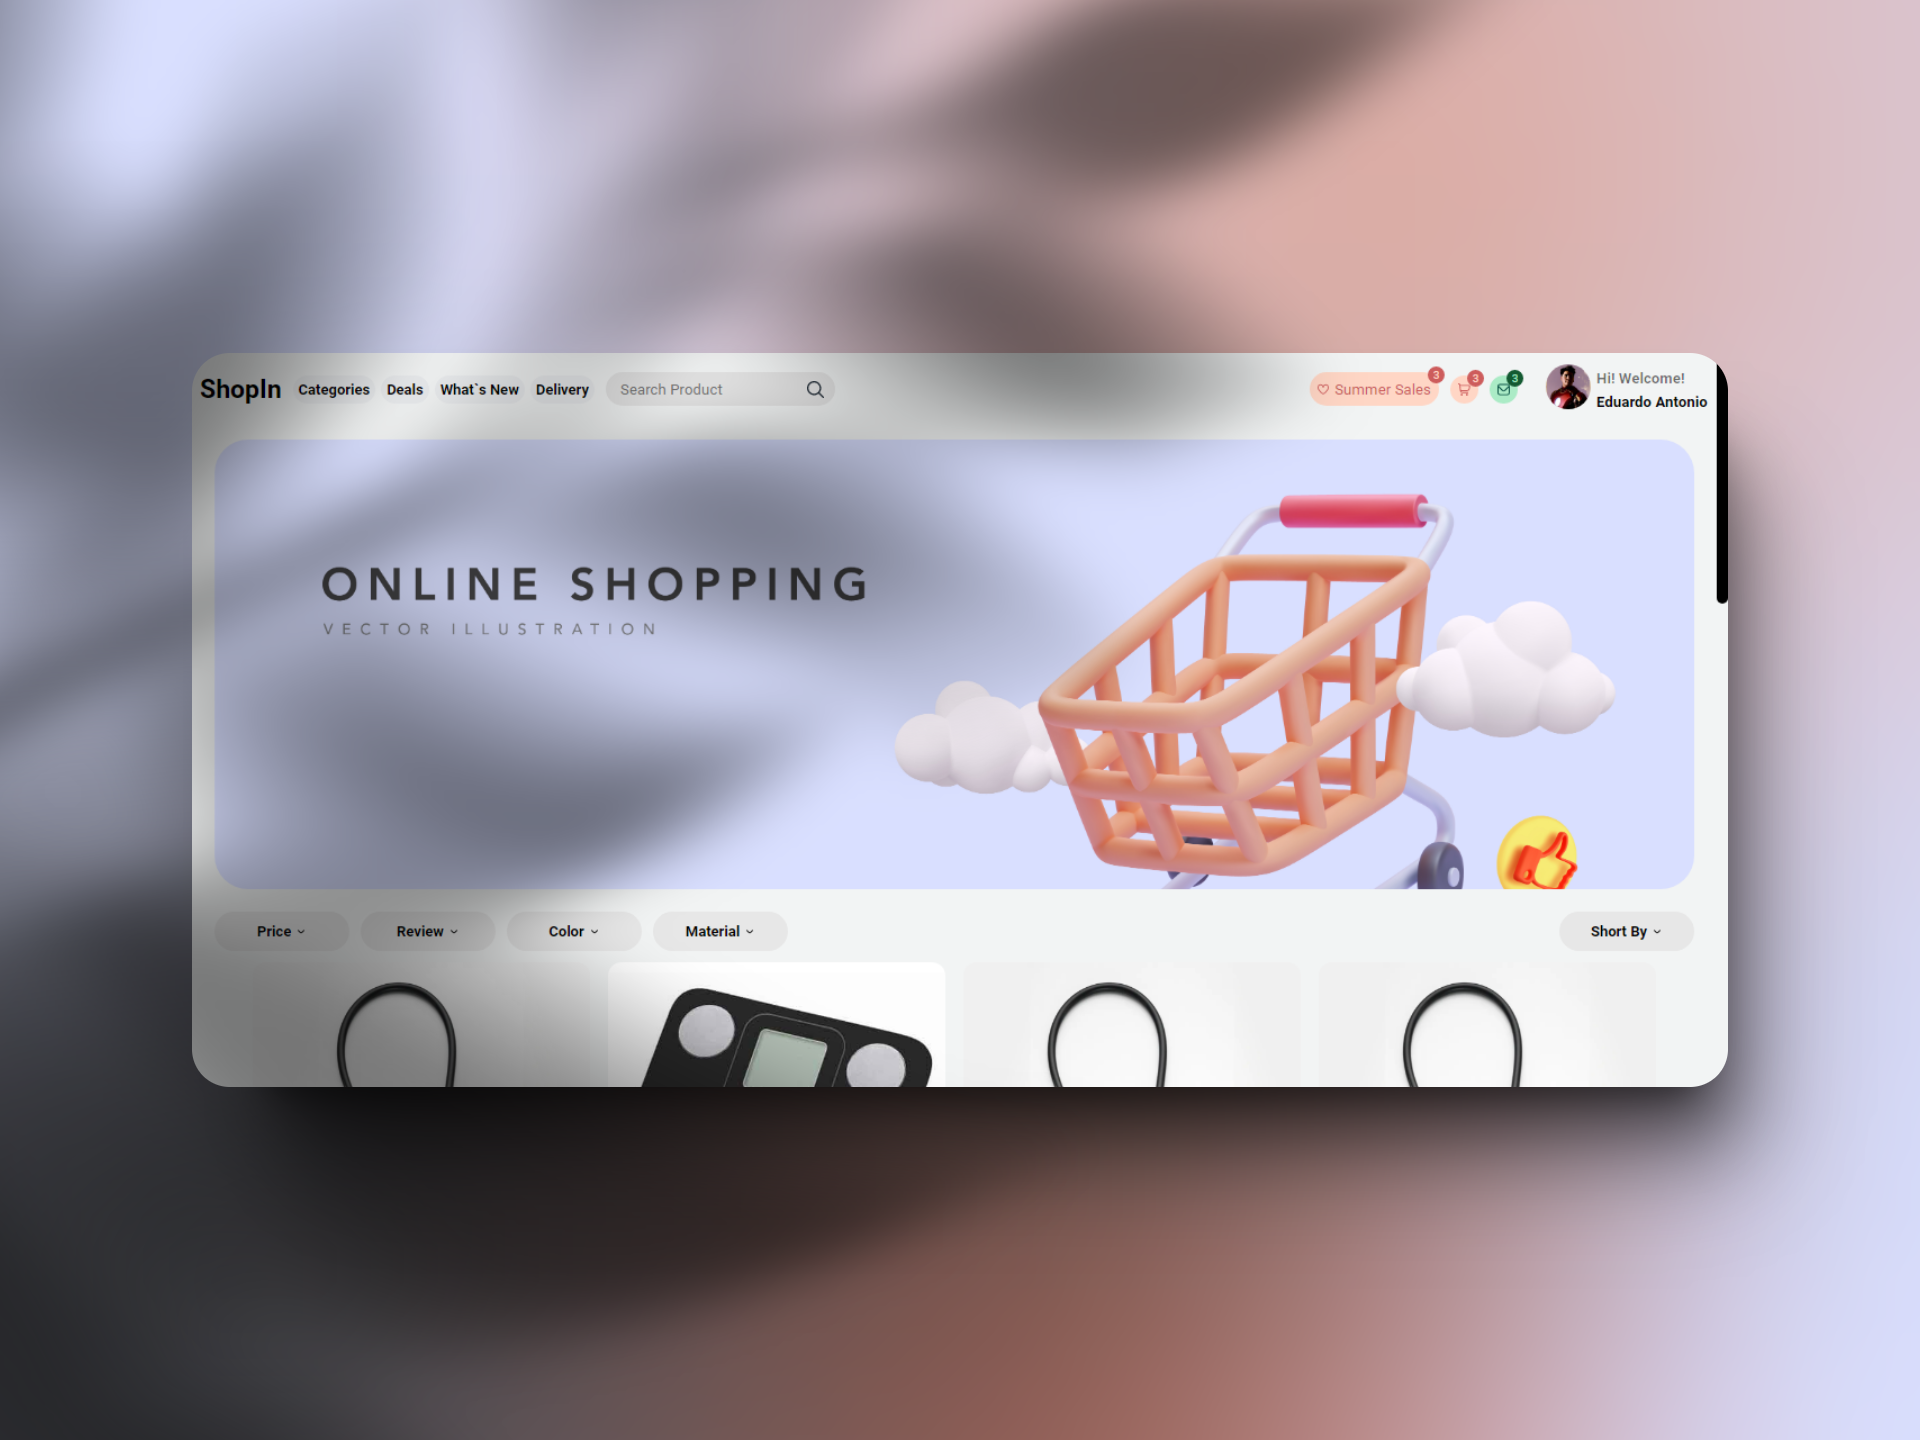 ShopIn Categories Deals What`s New Delivery Search Product Summer Sales 3 3 3 Hi! Welcome!
Eduardo Antonio
ONLINE SHOPPING
VECTOR ILLUSTRATION
Price Review Color Material Short By